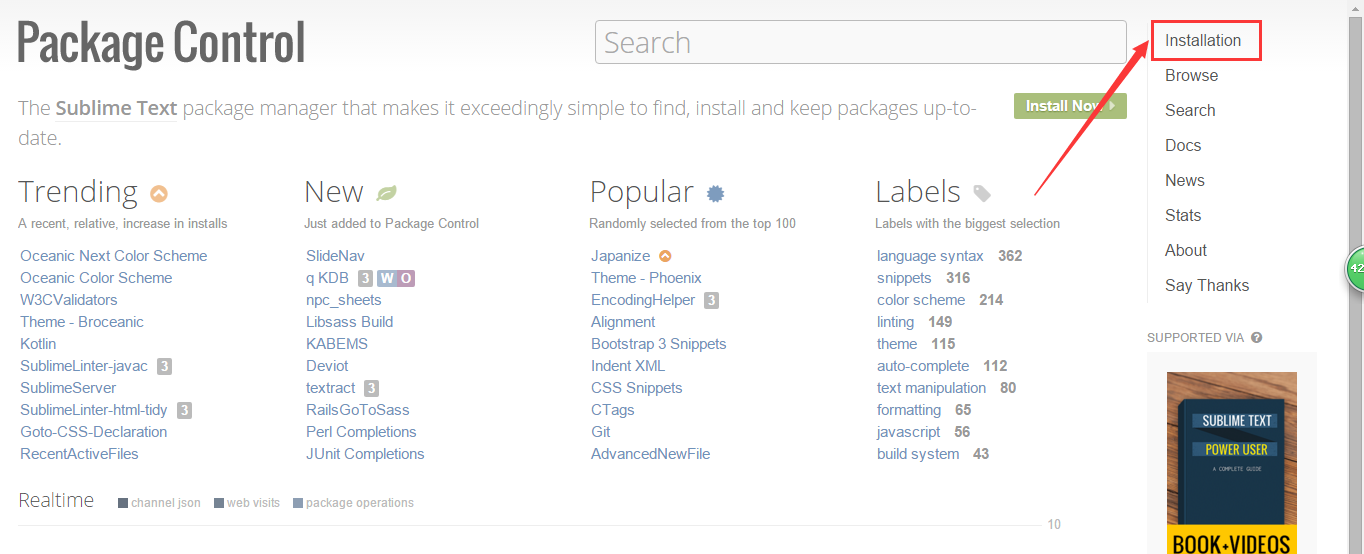 Package Control
Search
The Sublime Text package manager that makes it exceedingly simple to find, install and keep packages up-to-
date.
Install Now
Trending
A recent, relative, increase in installs
Oceanic Next Color Scheme
Oceanic Color Scheme
W3CValidators
Theme - Broceanic
Kotlin
SublimeLinter-javac 3
SublimeServer
SublimeLinter-html-tidy 3
Goto-CSS-Declaration
RecentActiveFiles
New
Just added to Package Control
SlideNav
q KDB 3 W O
npc_sheets
Libsass Build
KABEMS
Deviot
textract 3
RailsGoToSass
Perl Completions
JUnit Completions
Popular
Randomly selected from the top 100
Japanize
Theme - Phoenix
EncodingHelper 3
Alignment
Bootstrap 3 Snippets
Indent XML
CSS Snippets
CTags
Git
AdvancedNewFile
Labels
Labels with the biggest selection
language syntax 362
snippets 316
color scheme 214
linting 149
theme 115
auto-complete 112
text manipulation 80
formatting 65
javascript 56
build system 43
Realtime channel json web visits package operations
10
Installation
Browse
Search
Docs
News
Stats
About
Say Thanks
42
SUPPORTED VIA ?
SUBLIME TEXT
POWER USER
A COMPLETE GUIDE
BOOK+VIDEOS